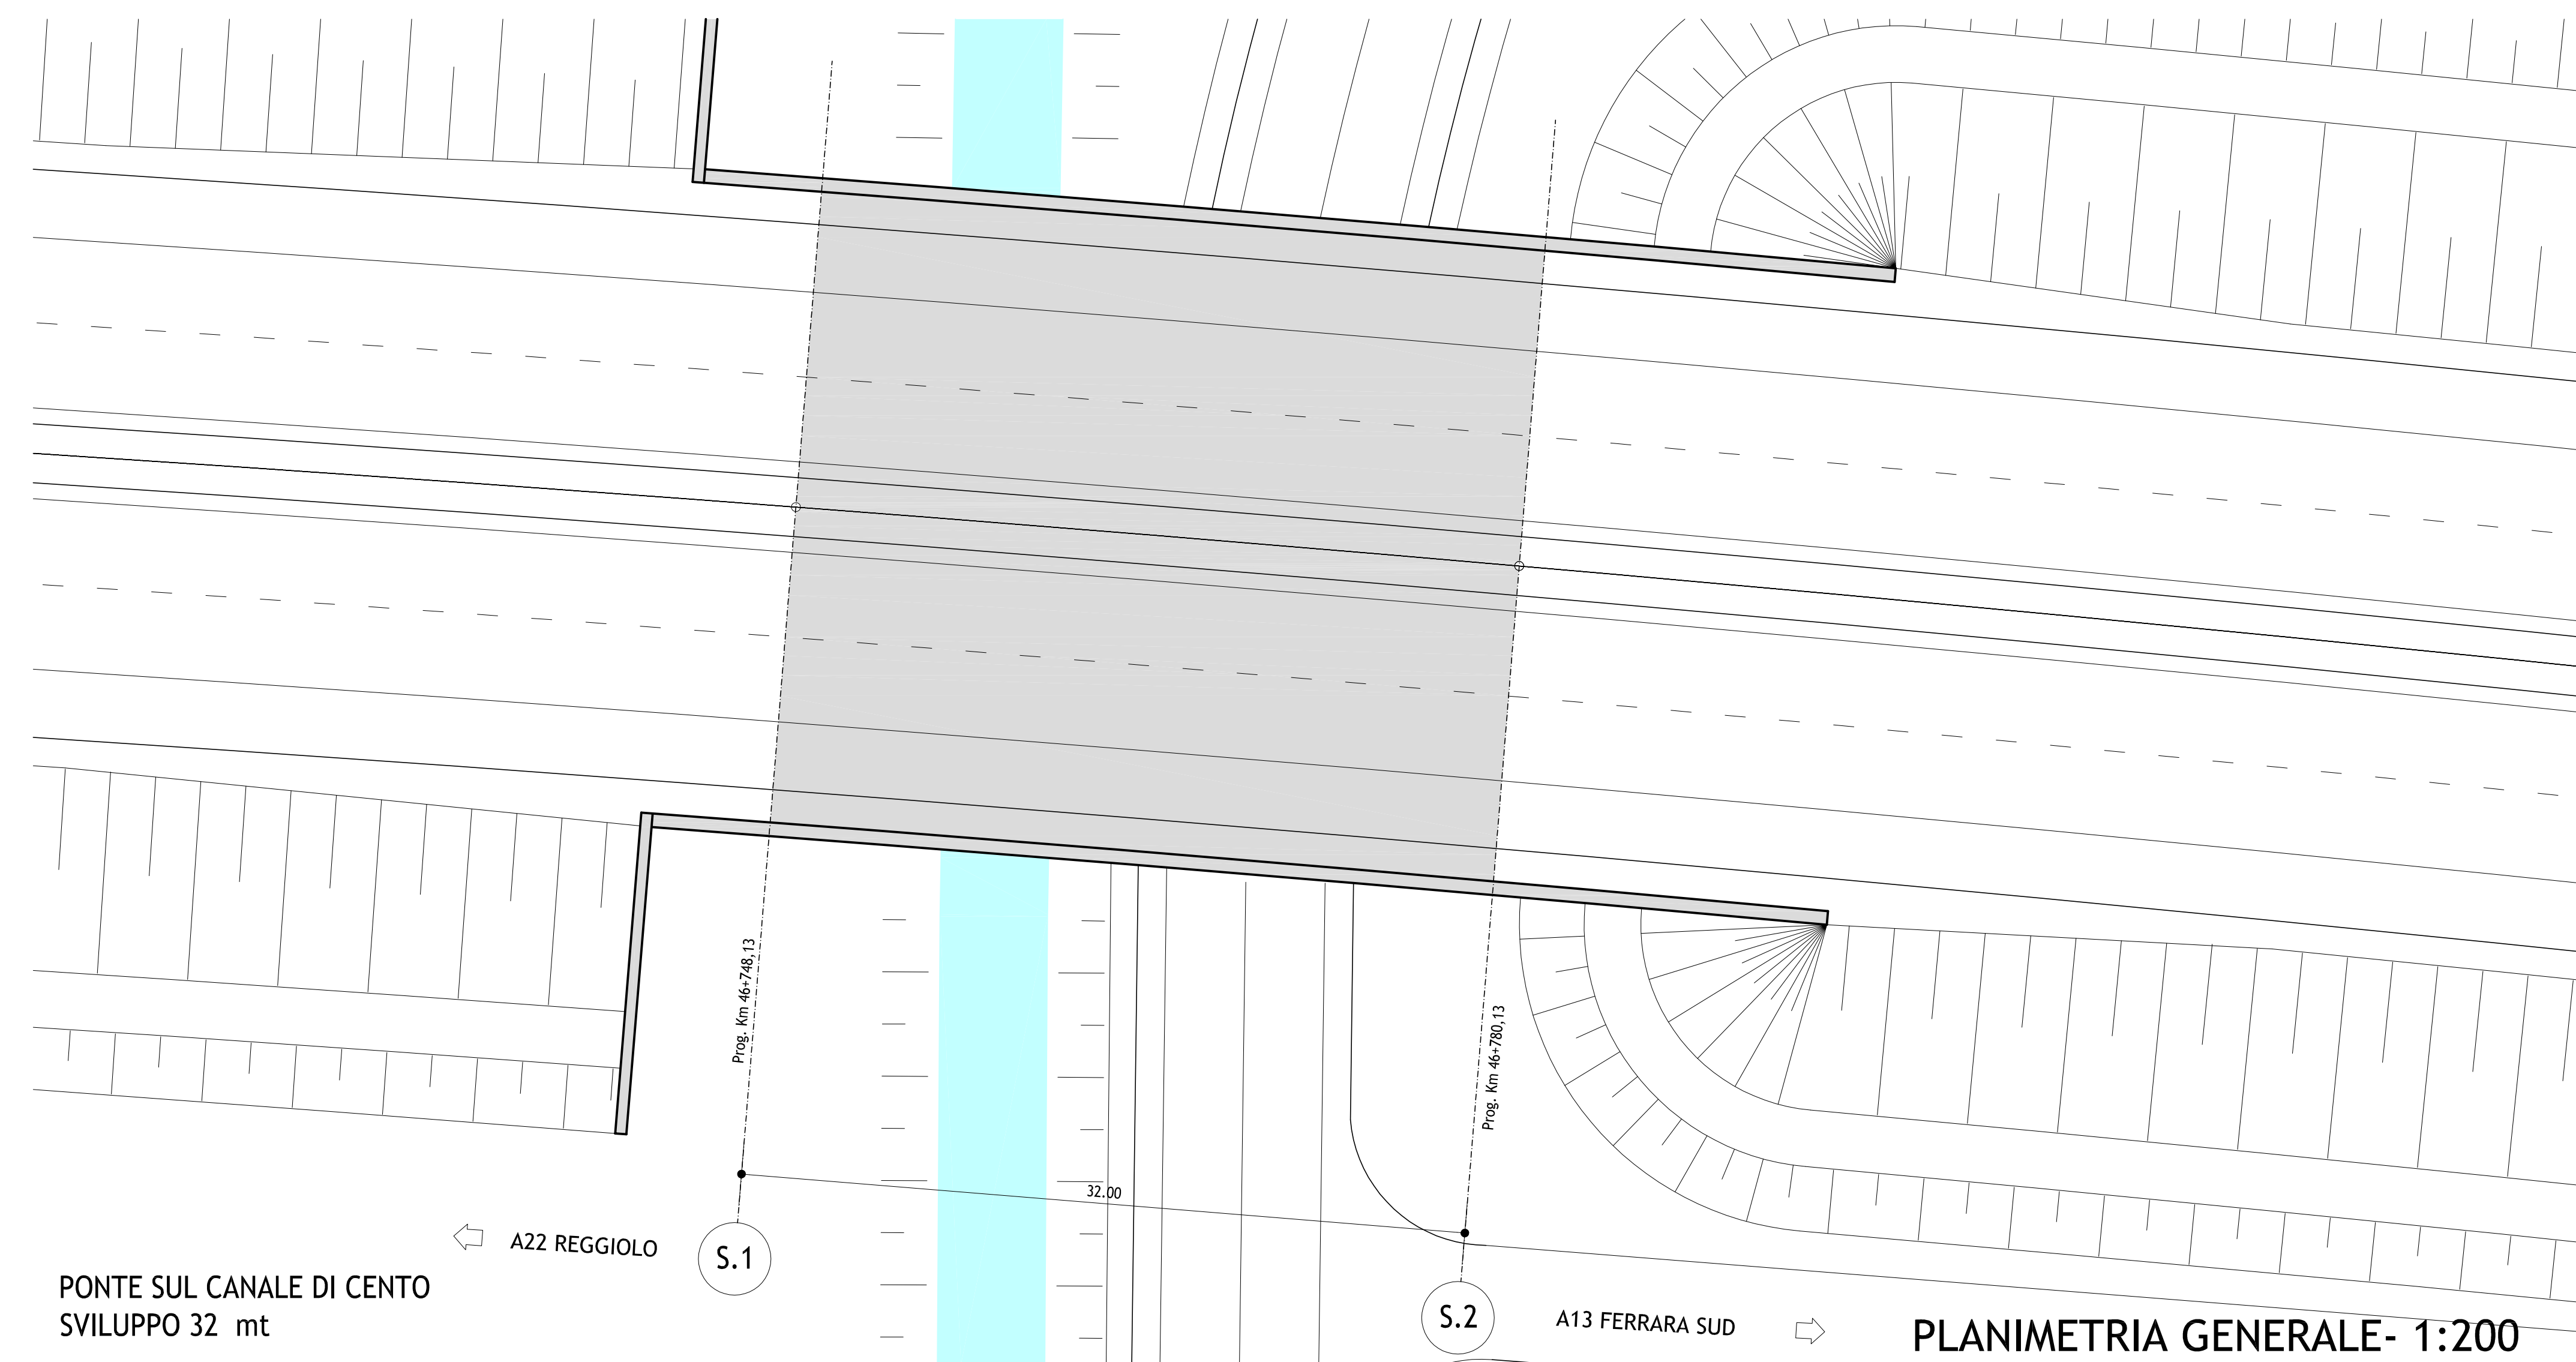 Prog. Km 46+748,13
Prog. Km 46+780,13
32.00
A22 REGGIOLO
S.1
S.2
A13 FERRARA SUD
PONTE SUL CANALE DI CENTO
SVILUPPO 32 mt
PLANIMETRIA GENERALE- 1:200